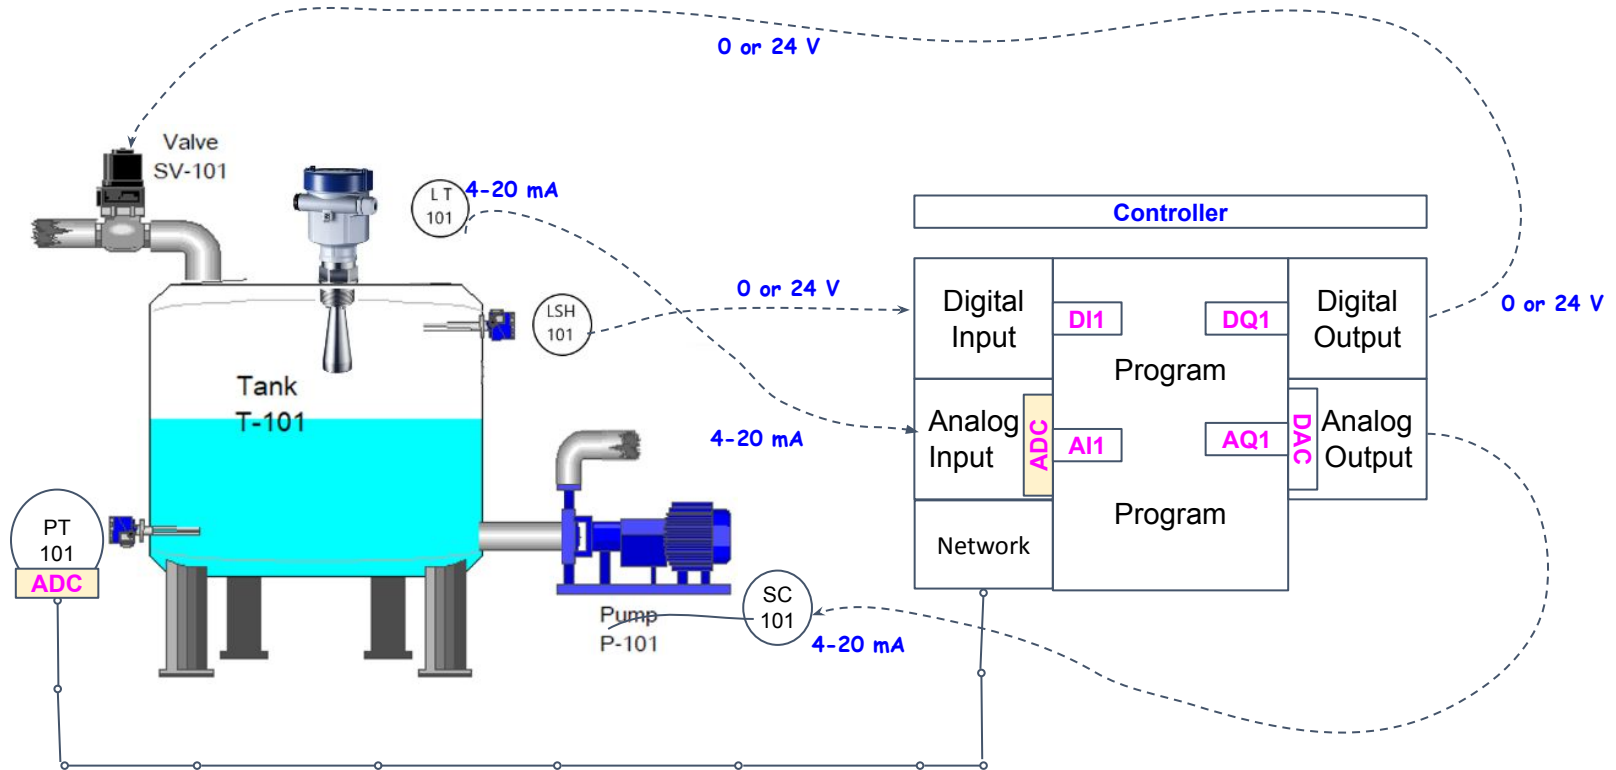 0 or 24 V
Valve
SV-101
L T
101
4-20 mA
Controller
0 or 24 V
LSH
101
Digital
Input
DI1
DQ1
Digital
Output
0 or 24 V
Program
Tank
T-101
4-20 mA
Analog
Input
ADC
AI1
AQ1
DAC
Analog
Output
Program
PT
101
ADC
Network
SC
101
Pump
P-101
4-20 mA